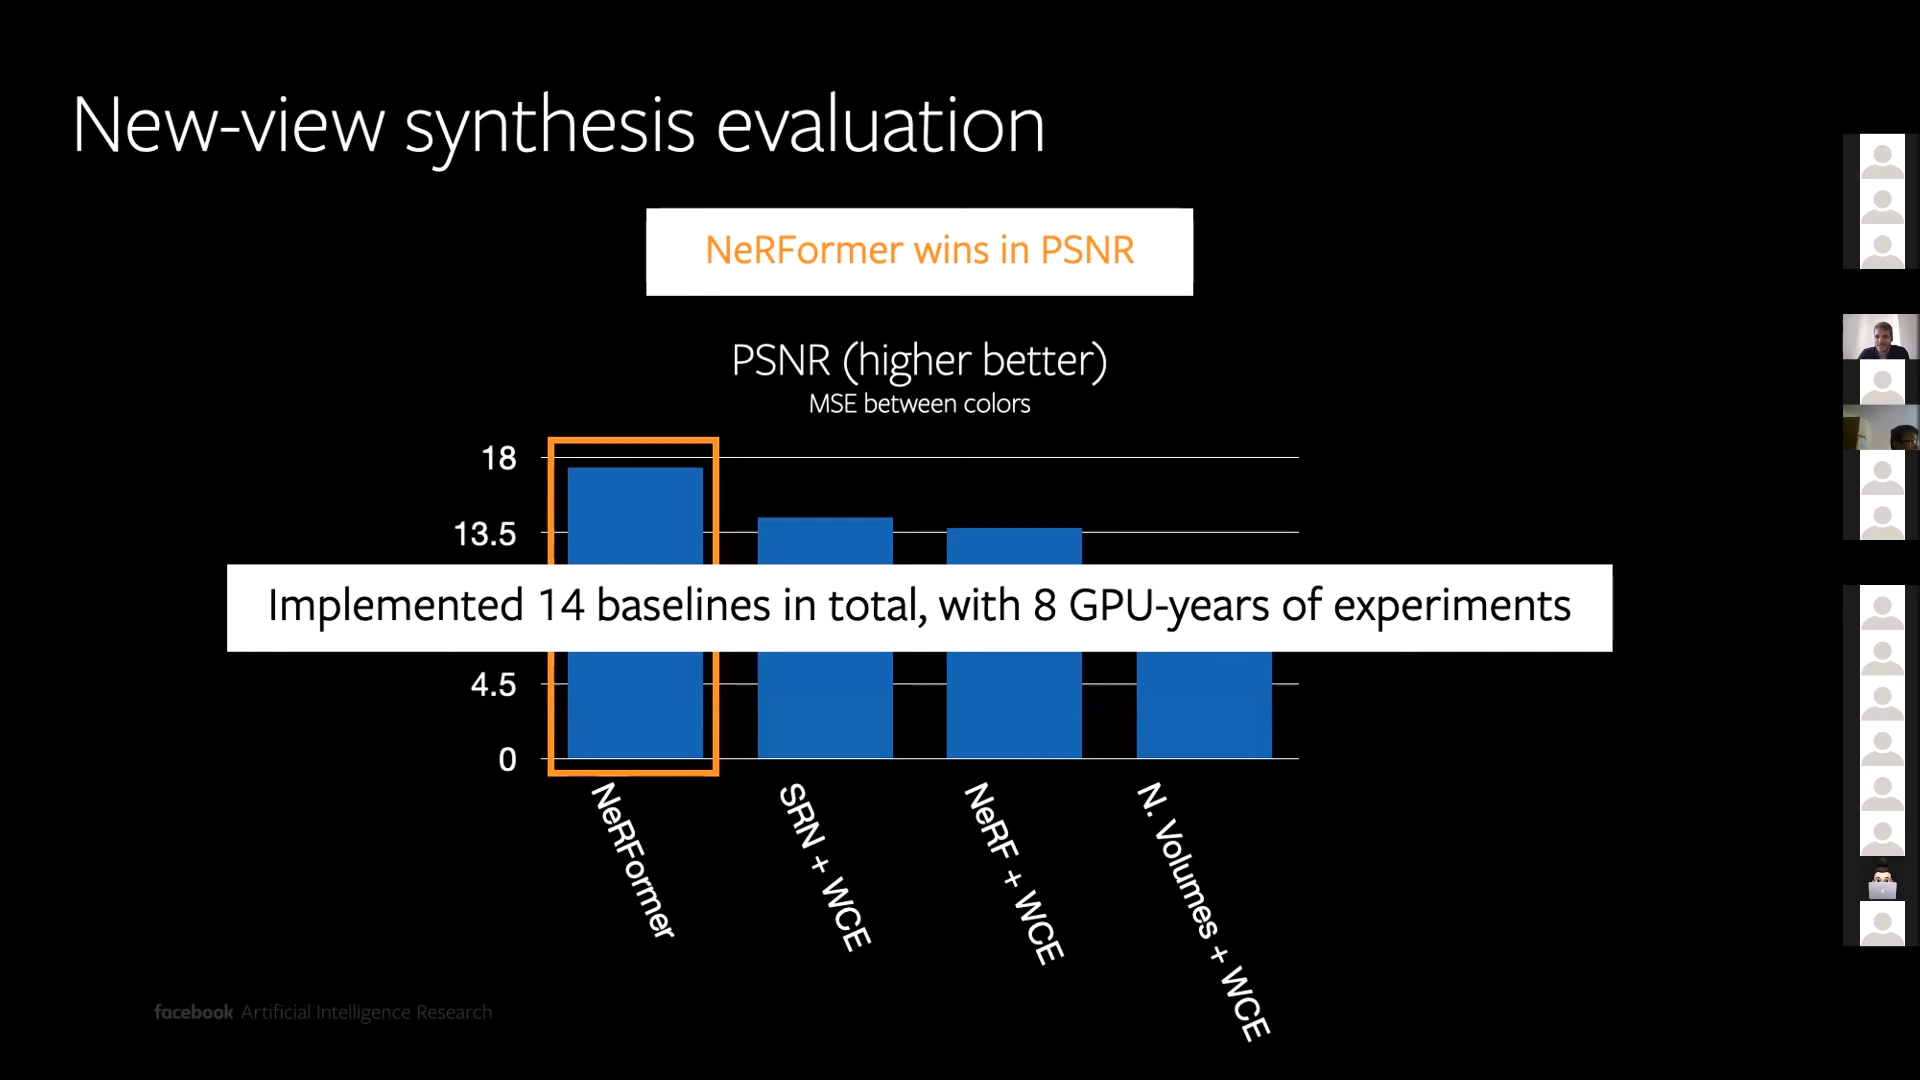 New-view synthesis evaluation
NeRFormer wins in PSNR
PSNR (higher better)
MSE between colors
18
13.5
Implemented 14 baselines in total, with 8 GPU-years of experiments
4.5
0
NeRFormer
SRN + WCE
NeRF + WCE
N. Volumes + WCE
facebook Artificial Intelligence Research